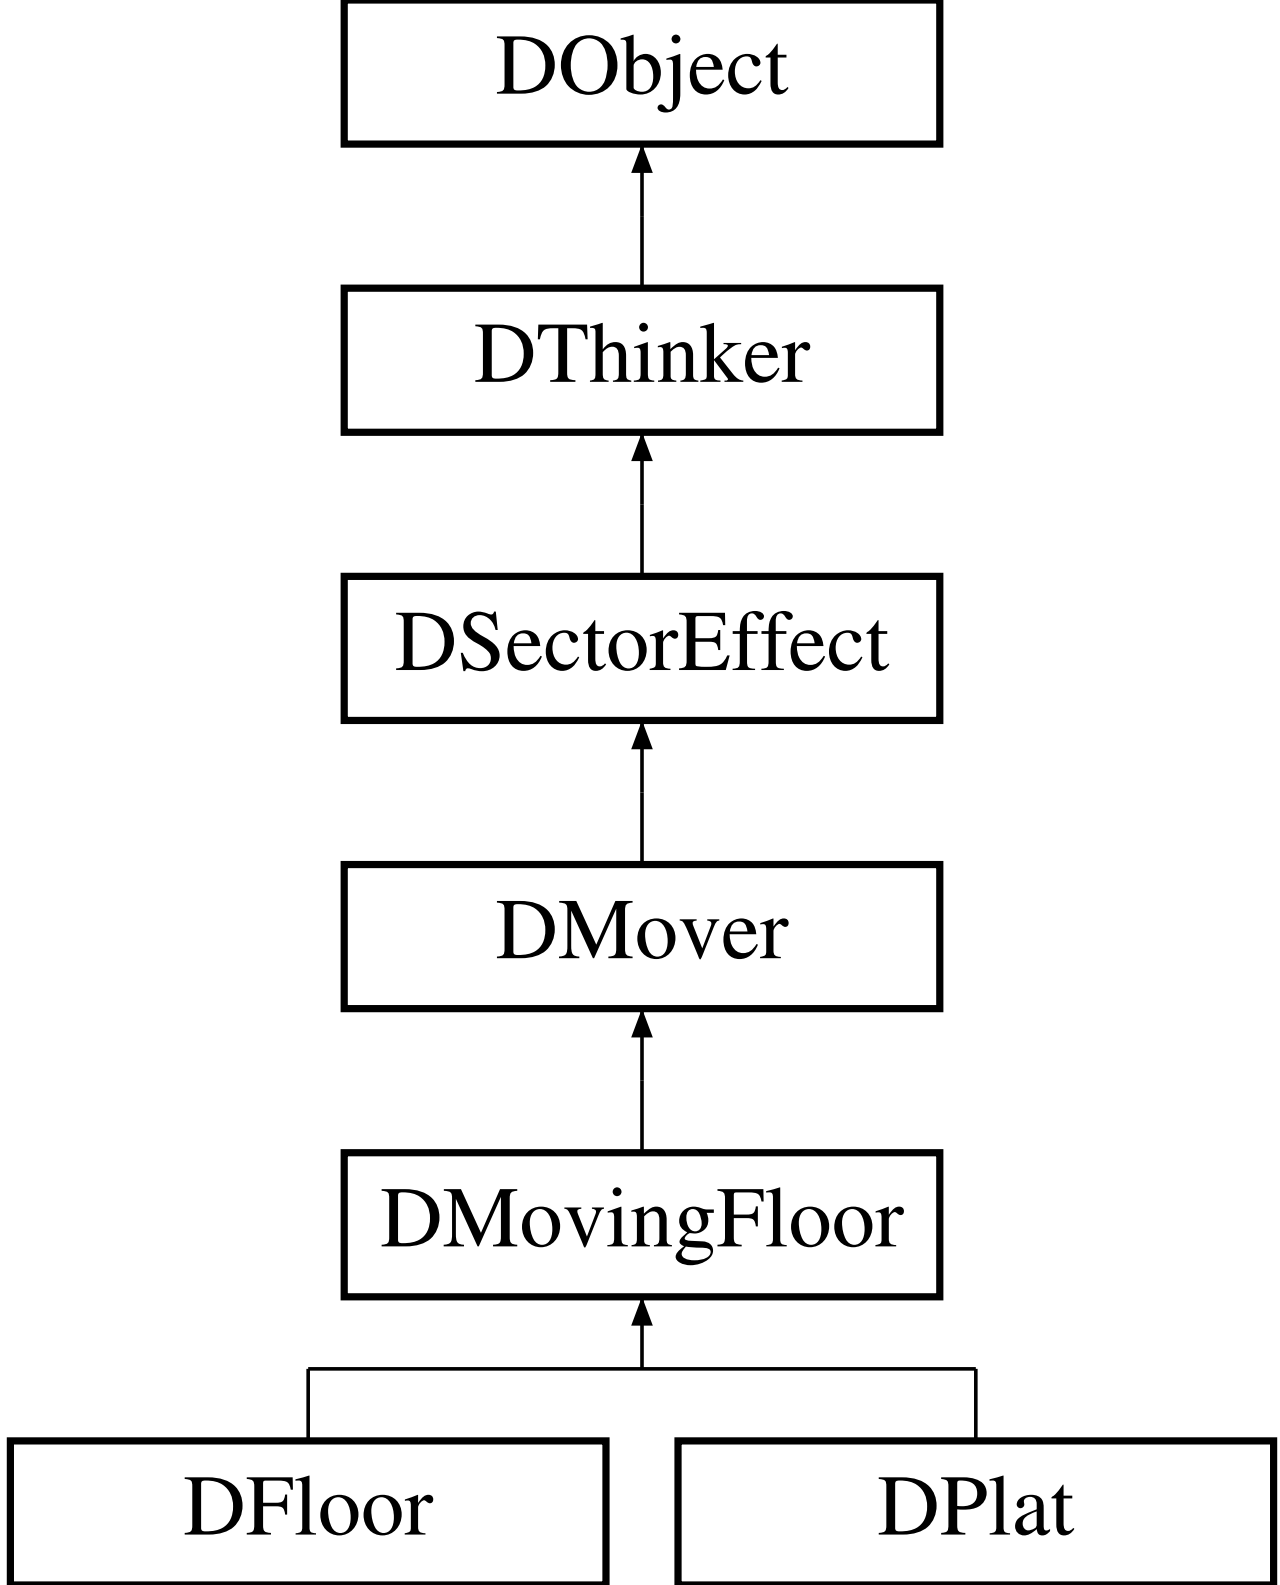 DObject
DThinker
DSectorEffect
DMover
DMovingFloor
DFloor
DPlat